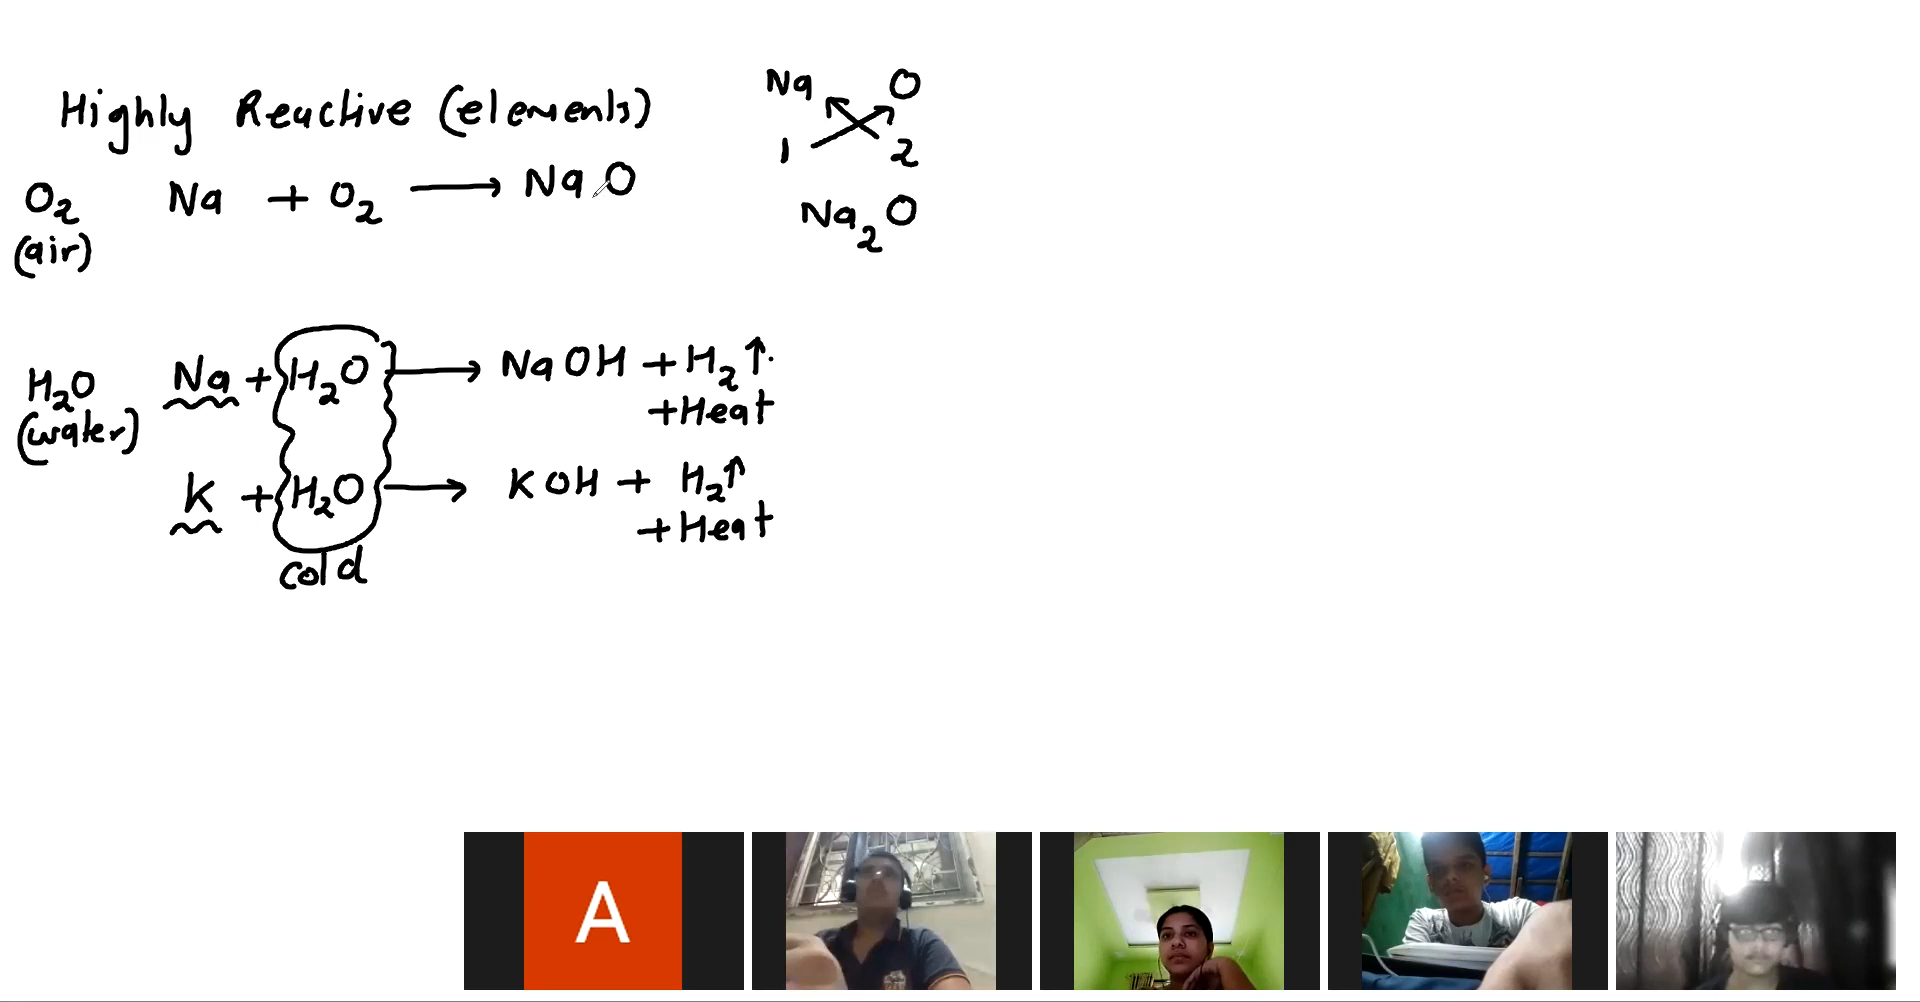 Highly Reactive (elements)
O₂ (air)
Na + O₂ ⟶ NaO
Na O
1 2
Na₂O
H₂O (water)
Na + H₂O ⟶ NaOH + H₂↑
+ Heat
K + H₂O ⟶ KOH + H₂↑
+ Heat
cold
A